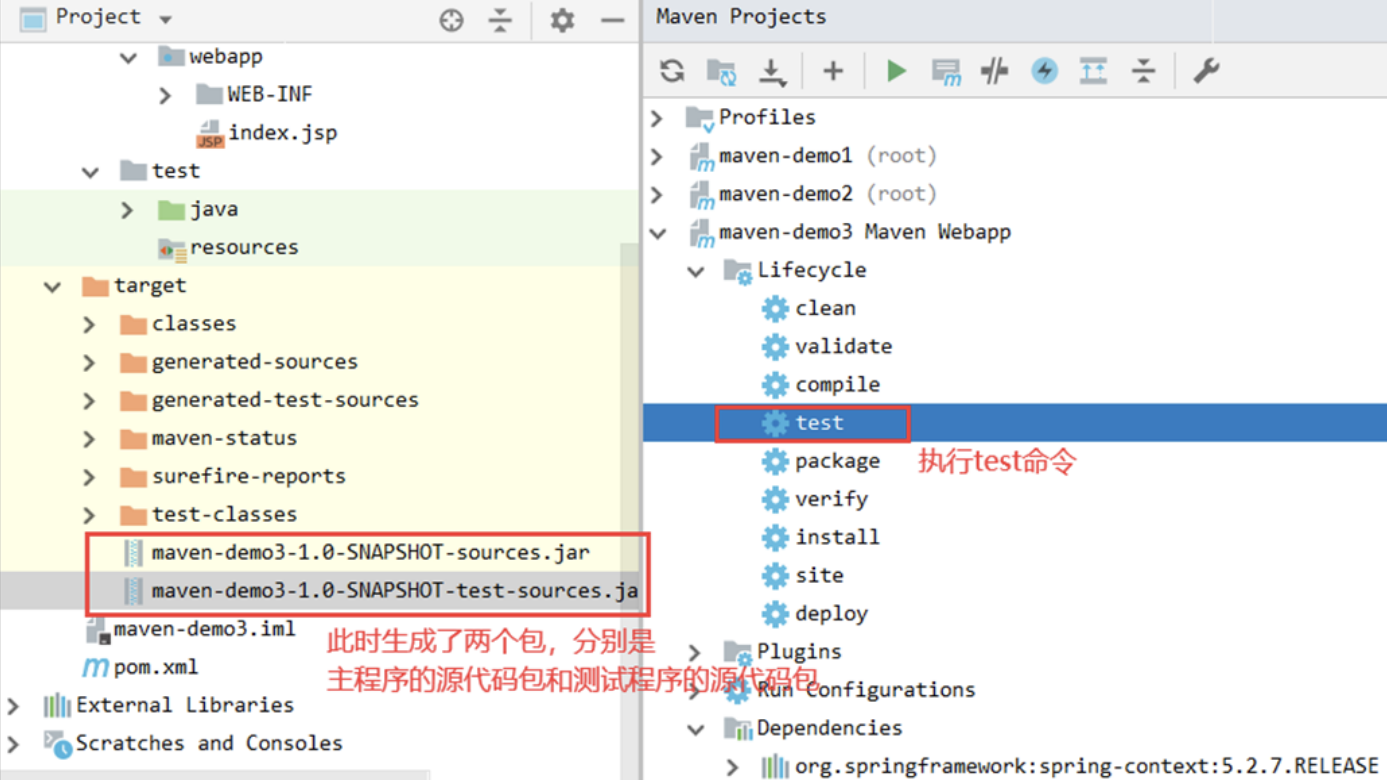 Project
webapp
WEB-INF
JSP
index.jsp
test
java
resources
target
classes
generated-sources
generated-test-sources
maven-status
surefire-reports
test-classes
maven-demo3-1.0-SNAPSHOT-sources.jar
maven-demo3-1.0-SNAPSHOT-test-sources.ja
maven-demo3.iml
此时生成了两个包，分别是
主程序的源代码包和测试程序的源代码包
m pom.xml
External Libraries
Scratches and Consoles
Maven Projects
Profiles
maven-demo1 (root)
maven-demo2 (root)
maven-demo3 Maven Webapp
Lifecycle
clean
validate
compile
test
package
执行test命令
verify
install
site
deploy
Plugins
Run Configurations
Dependencies
org.springframework:spring-context:5.2.7.RELEASE